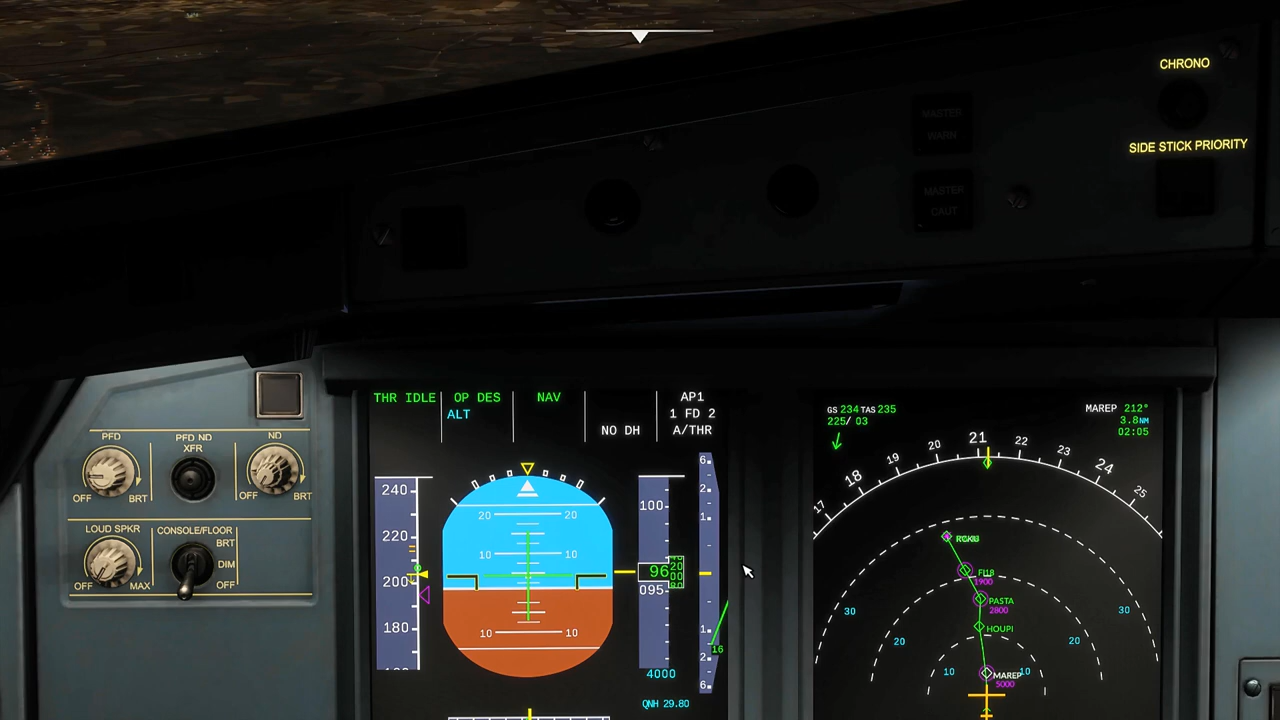 CHRONO
SIDE STICK PRIORITY
MASTER
WARN
MASTER
CAUT
PFD
PFD ND
XFR
ND
OFF
BRT
OFF
BRT
LOUD SPKR
CONSOLE/FLOOR
BRT
DIM
OFF
MAX
OFF
THR IDLE
OP DES
NAV
AP1
ALT
1 FD 2
NO DH
A/THR
240
220
200
180
20
20
10
10
10
10
100
96
095
4000
QNH 29.80
6
2
1
1
16
2
6
GS 234 TAS 235
225/ 03
MAREP 212°
3.8NM
02:05
17
18
19
20
21
22
23
24
25
FI18
1900
PASTA
2800
HOUPI
MAREP
5000
30
30
20
20
10
10